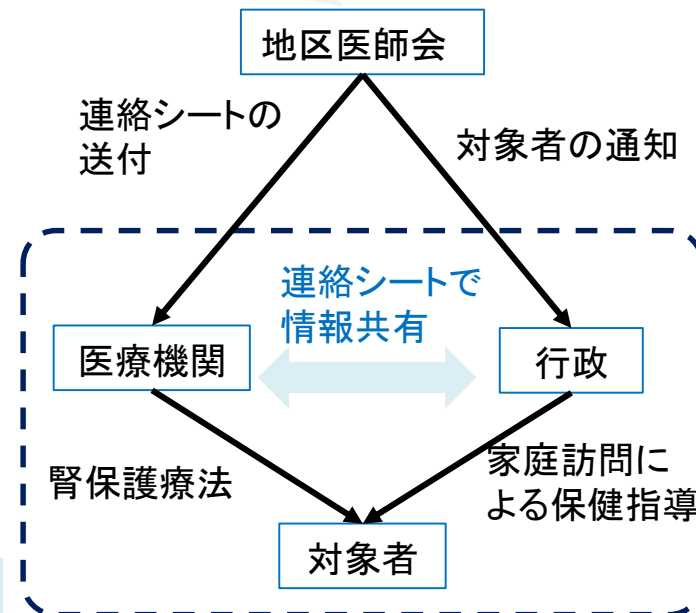 地区医師会
連絡シートの
送付
対象者の通知
連絡シートで
情報共有
医療機関
行政
腎保護療法
家庭訪問に
よる保健指導
対象者